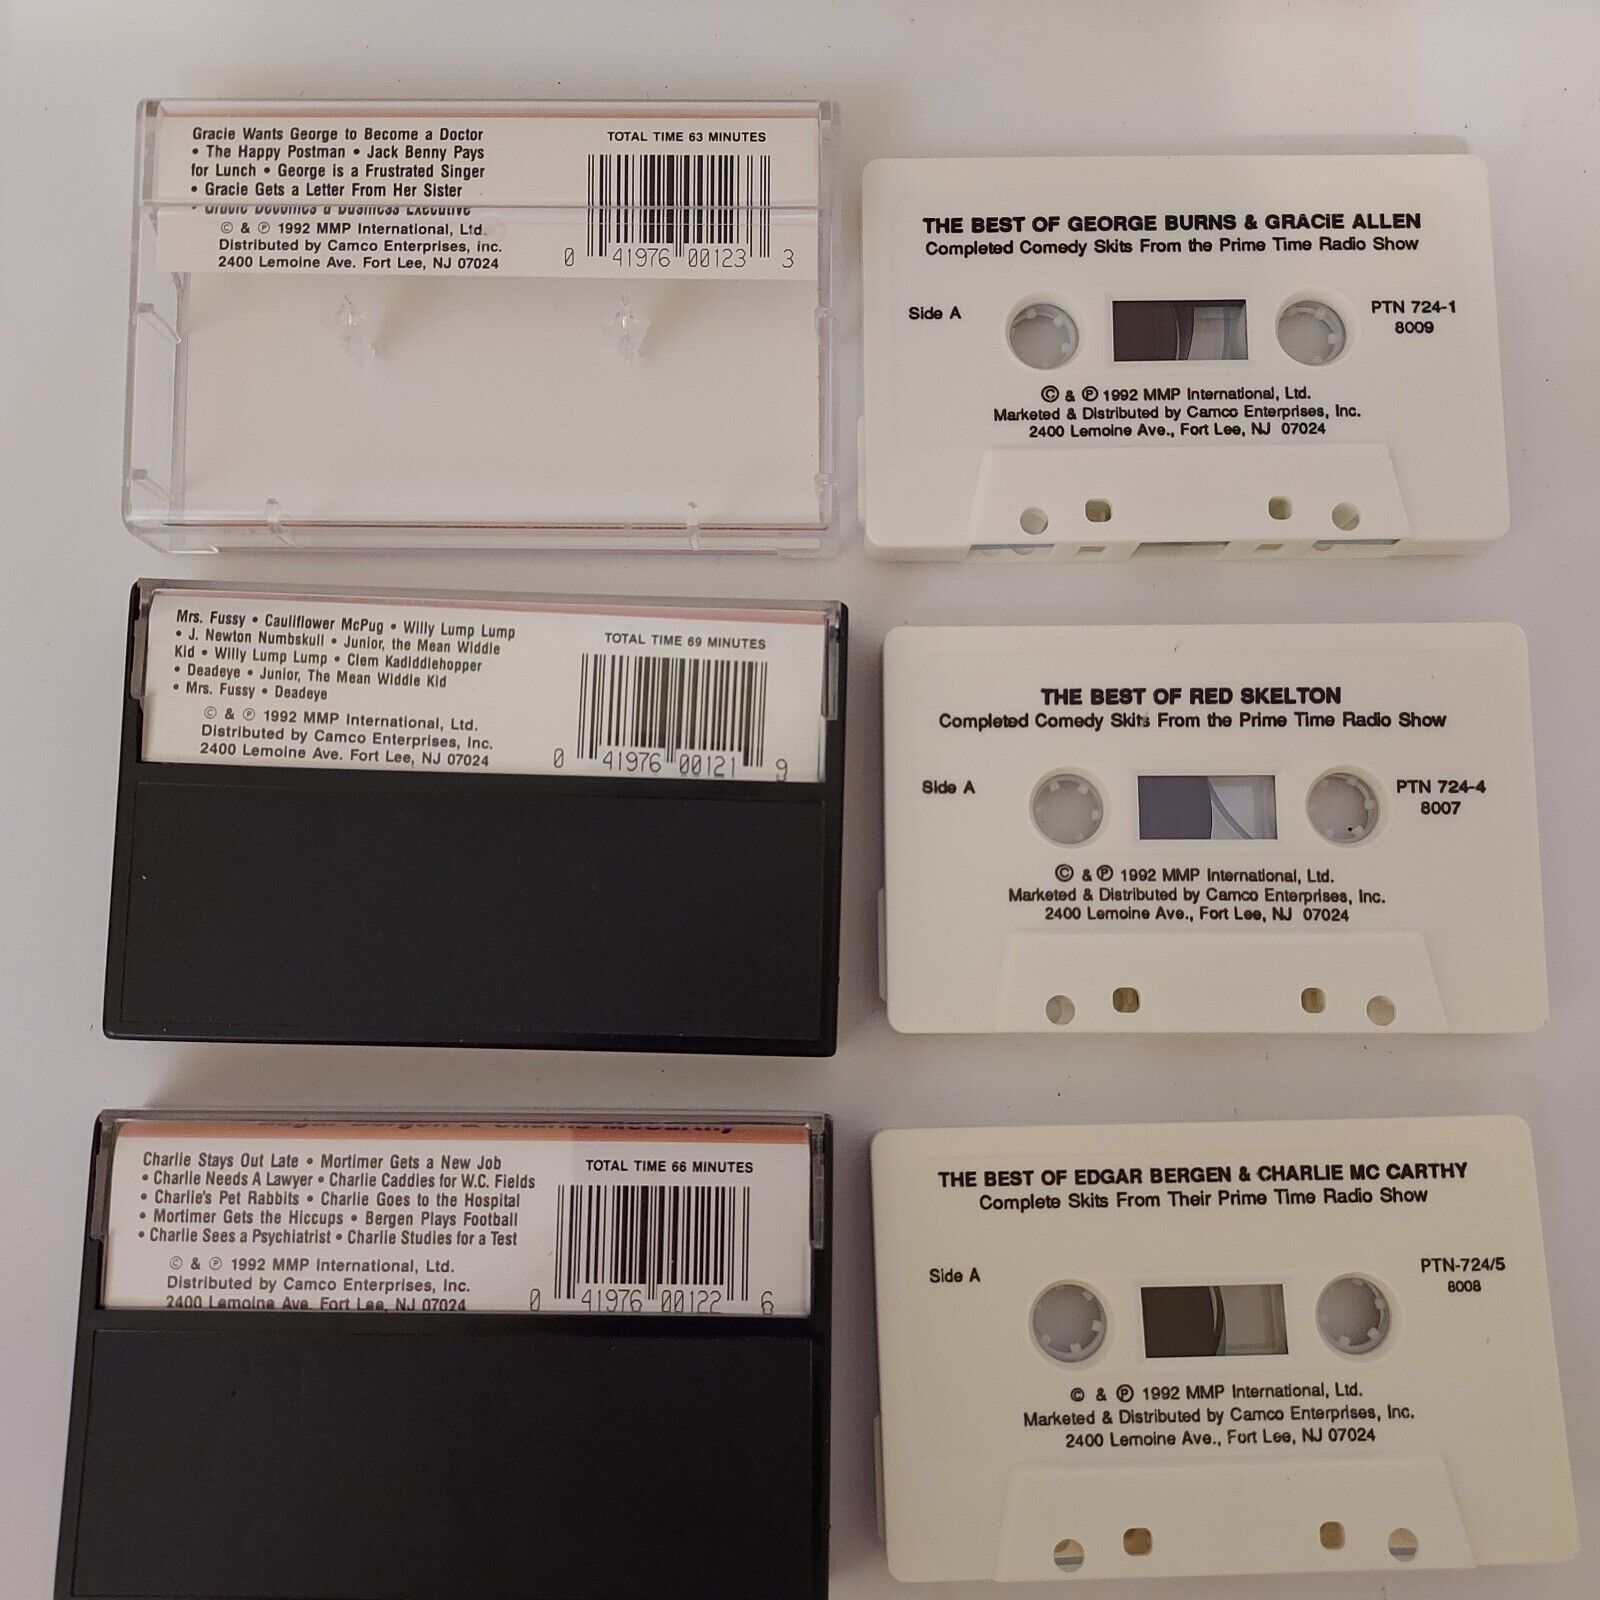 Gracie Wants George to Become a Doctor
• The Happy Postman • Jack Benny Pays
for Lunch • George is a Frustrated Singer
• Gracie Gets a Letter From Her Sister
• Gracie Becomes a Business Executive
© & ℗ 1992 MMP International, Ltd.
Distributed by Camco Enterprises, Inc.
2400 Lemoine Ave. Fort Lee, NJ 07024
TOTAL TIME 63 MINUTES
0 41976 00123 3
THE BEST OF GEORGE BURNS & GRACIE ALLEN
Completed Comedy Skits From the Prime Time Radio Show
Side A
PTN 724-1
8009
© & ℗ 1992 MMP International, Ltd.
Marketed & Distributed by Camco Enterprises, Inc.
2400 Lemoine Ave., Fort Lee, NJ 07024
Mrs. Fussy • Cauliflower McPug • Willy Lump Lump
• J. Newton Numbskull • Junior, the Mean Widdle
Kid • Willy Lump Lump • Clem Kadiddlehopper
• Deadeye • Junior, The Mean Widdle Kid
• Mrs. Fussy • Deadeye
© & ℗ 1992 MMP International, Ltd.
Distributed by Camco Enterprises, Inc.
2400 Lemoine Ave. Fort Lee, NJ 07024
TOTAL TIME 69 MINUTES
0 41976 00121 9
THE BEST OF RED SKELTON
Completed Comedy Skits From the Prime Time Radio Show
Side A
PTN 724-4
8007
© & ℗ 1992 MMP International, Ltd.
Marketed & Distributed by Camco Enterprises, Inc.
2400 Lemoine Ave., Fort Lee, NJ 07024
Edgar Bergen & Charlie McCarthy
Charlie Stays Out Late • Mortimer Gets a New Job
• Charlie Needs A Lawyer • Charlie Caddies for W.C. Fields
• Charlie's Pet Rabbits • Charlie Goes to the Hospital
• Mortimer Gets the Hiccups • Bergen Plays Football
• Charlie Sees a Psychiatrist • Charlie Studies for a Test
© & ℗ 1992 MMP International, Ltd.
Distributed by Camco Enterprises, Inc.
2400 Lemoine Ave. Fort Lee, NJ 07024
TOTAL TIME 66 MINUTES
0 41976 00122 6
THE BEST OF EDGAR BERGEN & CHARLIE MC CARTHY
Complete Skits From Their Prime Time Radio Show
Side A
PTN-724/5
8008
© & ℗ 1992 MMP International, Ltd.
Marketed & Distributed by Camco Enterprises, Inc.
2400 Lemoine Ave., Fort Lee, NJ 07024